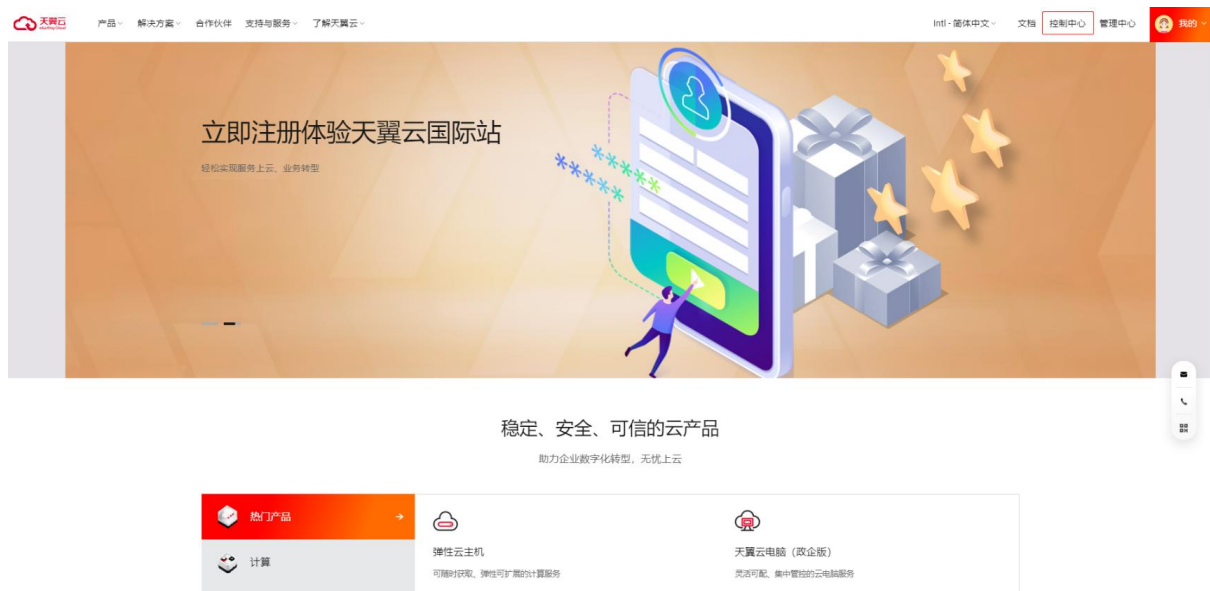 天翼云
产品
解决方案
合作伙伴
支持与服务
了解天翼云
Intl - 简体中文
文档
控制中心
管理中心
我的
立即注册体验天翼云国际站
轻松实现服务上云，业务转型
稳定、安全、可信的云产品
助力企业数字化转型，无忧上云
热门产品
计算
弹性云主机
可随时获取、弹性可扩展的计算服务
天翼云电脑（政企版）
灵活可配、集中管控的云电脑服务